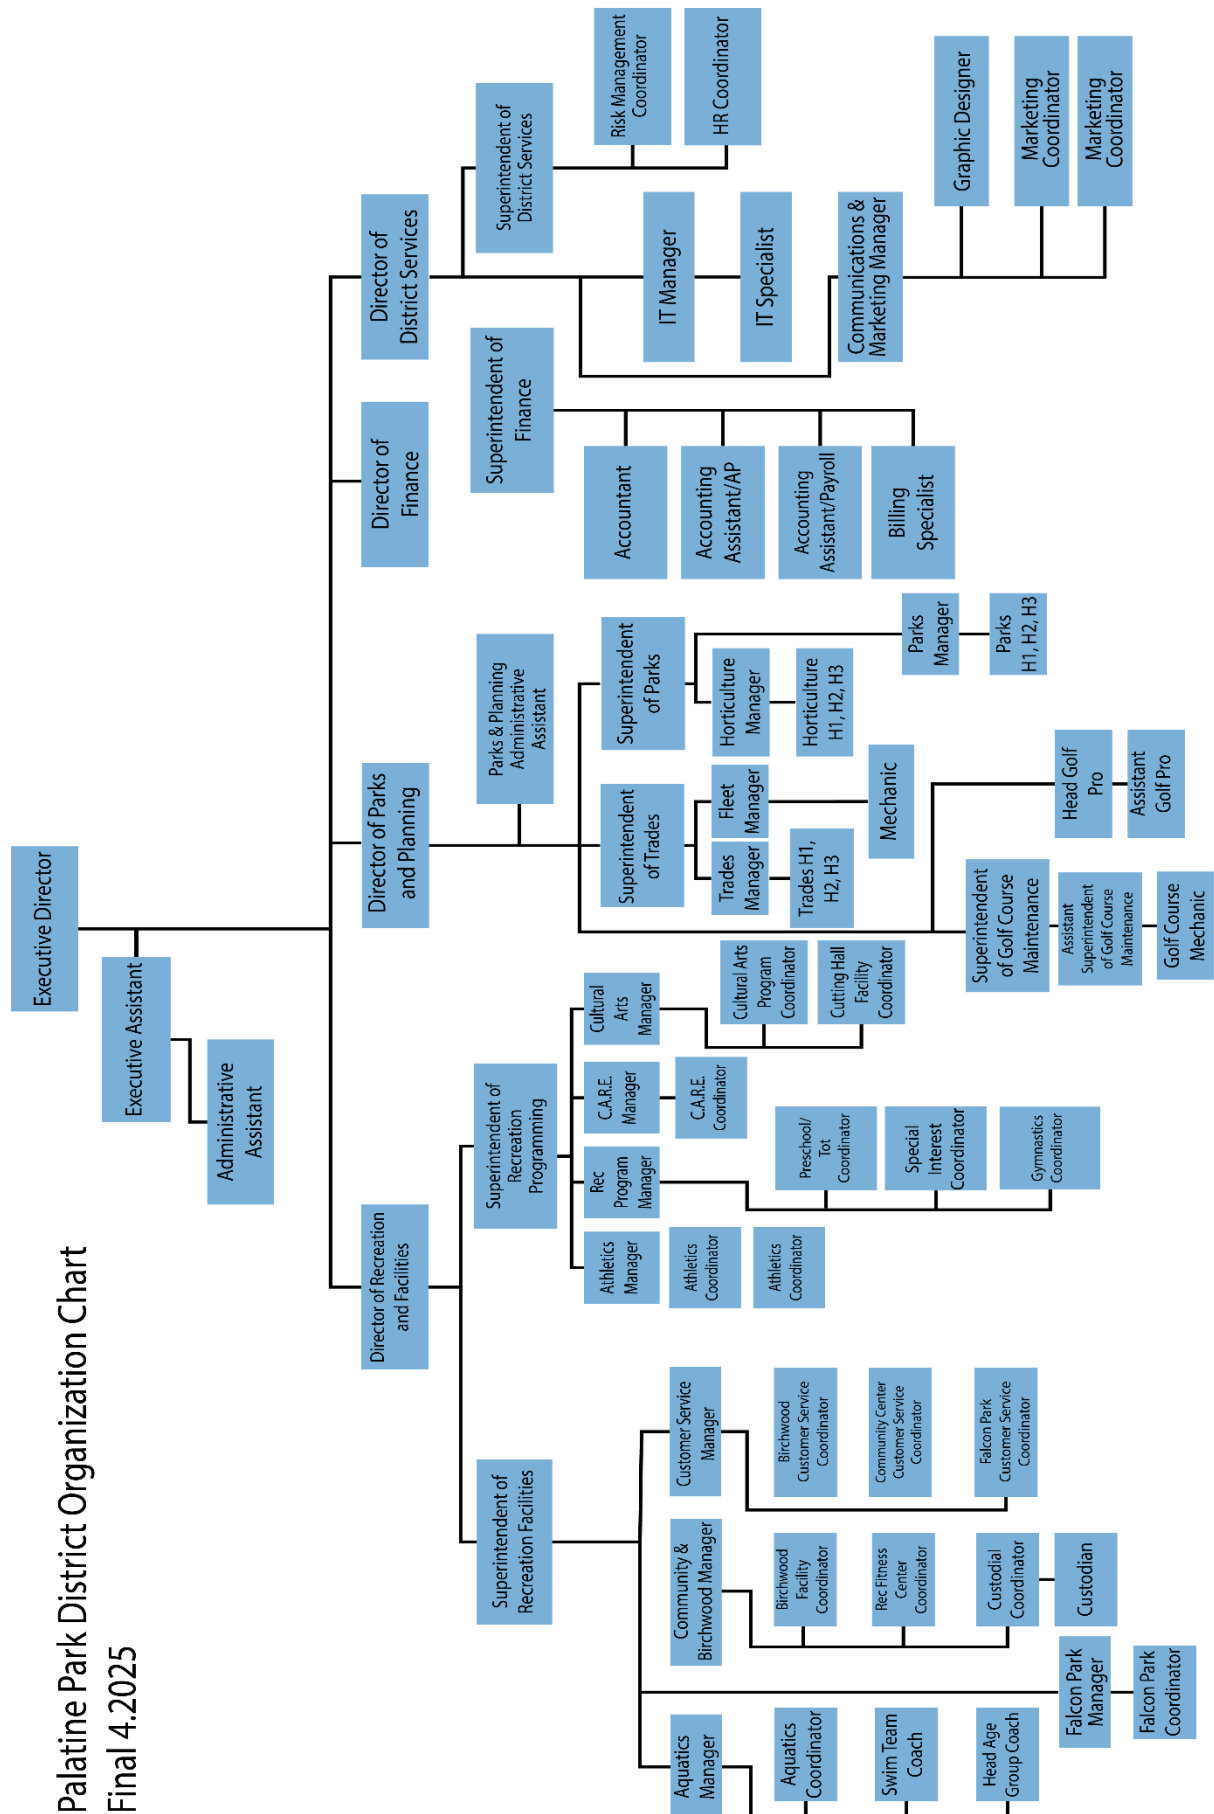 Palatine Park District Organization Chart
Final 4.2025
Executive Director
Executive Assistant
Administrative
Assistant
Director of Recreation
and Facilities
Director of Parks
and Planning
Director of
Finance
Director of
District Services
Superintendent of
Recreation Facilities
Superintendent of
Recreation
Programming
Parks & Planning
Administrative
Assistant
Superintendent of
Finance
Superintendent of
District Services
Aquatics
Manager
Aquatics
Coordinator
Swim Team
Coach
Head Age
Group Coach
Falcon Park
Manager
Falcon Park
Coordinator
Community &
Birchwood Manager
Birchwood
Facility
Coordinator
Rec Fitness
Center
Coordinator
Custodial
Coordinator
Custodian
Customer Service
Manager
Birchwood
Customer Service
Coordinator
Community Center
Customer Service
Coordinator
Falcon Park
Customer Service
Coordinator
Athletics
Manager
Athletics
Coordinator
Athletics
Coordinator
Rec
Program
Manager
Preschool/
Tot
Coordinator
Special
Interest
Coordinator
Gymnastics
Coordinator
C.A.R.E.
Manager
C.A.R.E.
Coordinator
Cultural
Arts
Manager
Cultural Arts
Program
Coordinator
Cutting Hall
Facility
Coordinator
Superintendent
of Trades
Trades
Manager
Trades H1,
H2, H3
Fleet
Manager
Mechanic
Superintendent
of Parks
Horticulture
Manager
Horticulture
H1, H2, H3
Parks
Manager
Parks
H1, H2, H3
Superintendent
of Golf Course
Maintenance
Assistant
Superintendent
of Golf Course
Maintenance
Golf Course
Mechanic
Head Golf
Pro
Assistant
Golf Pro
Accountant
Accounting
Assistant/AP
Accounting
Assistant/Payroll
Billing
Specialist
IT Manager
IT Specialist
Communications &
Marketing Manager
Risk Management
Coordinator
HR Coordinator
Graphic Designer
Marketing
Coordinator
Marketing
Coordinator